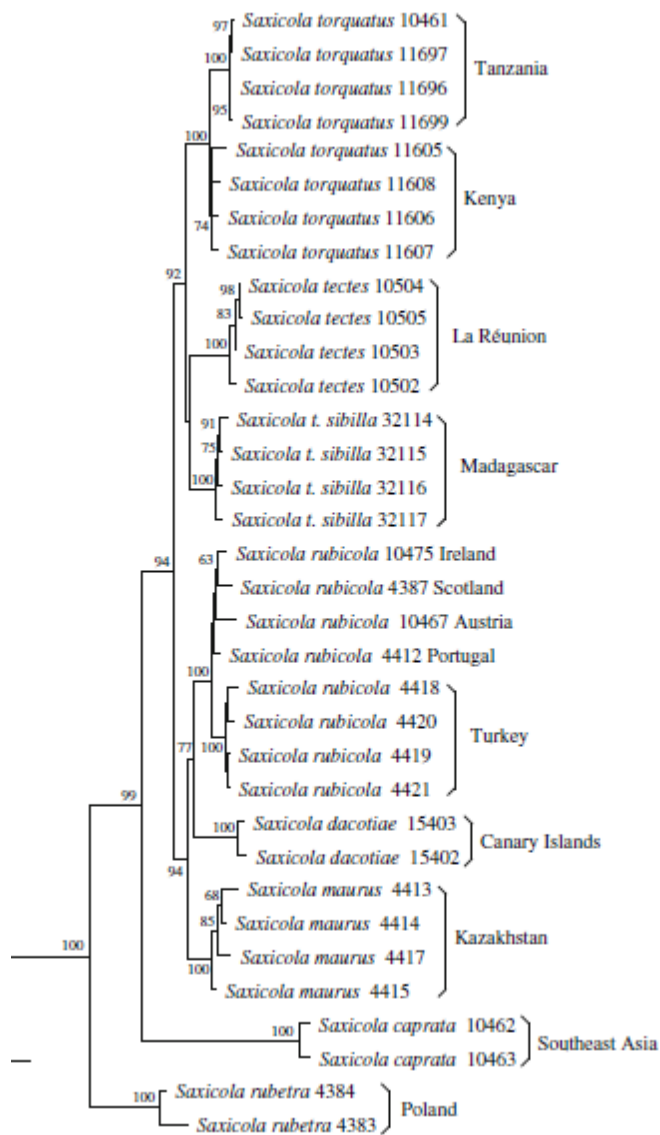 97 Saxicola torquatus 10461
Saxicola torquatus 11697
Tanzania
100
Saxicola torquatus 11696
95 Saxicola torquatus 11699
100
Saxicola torquatus 11605
Saxicola torquatus 11608
Kenya
Saxicola torquatus 11606
74
Saxicola torquatus 11607
92
98 Saxicola tectes 10504
83 Saxicola tectes 10505
La Réunion
100 Saxicola tectes 10503
Saxicola tectes 10502
91 Saxicola t. sibilla 32114
75 Saxicola t. sibilla 32115
Madagascar
100 Saxicola t. sibilla 32116
Saxicola t. sibilla 32117
94
63 Saxicola rubicola 10475 Ireland
Saxicola rubicola 4387 Scotland
Saxicola rubicola 10467 Austria
100 Saxicola rubicola 4412 Portugal
Saxicola rubicola 4418
Saxicola rubicola 4420
Turkey
77 100 Saxicola rubicola 4419
Saxicola rubicola 4421
99
100 Saxicola dacotiae 15403
Canary Islands
Saxicola dacotiae 15402
94
68 Saxicola maurus 4413
85 Saxicola maurus 4414
Kazakhstan
100
Saxicola maurus 4417
100 Saxicola maurus 4415
100 Saxicola caprata 10462
Southeast Asia
Saxicola caprata 10463
100 Saxicola rubetra 4384
Poland
Saxicola rubetra 4383